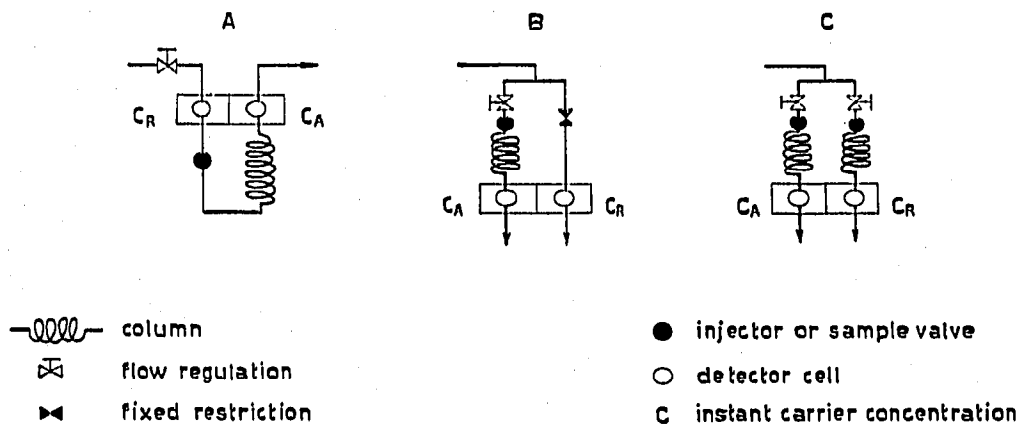 A
B
C
C_R
C_A
C_A
C_R
C_A
C_R
column
flow regulation
fixed restriction
injector or sample valve
detector cell
C instant carrier concentration